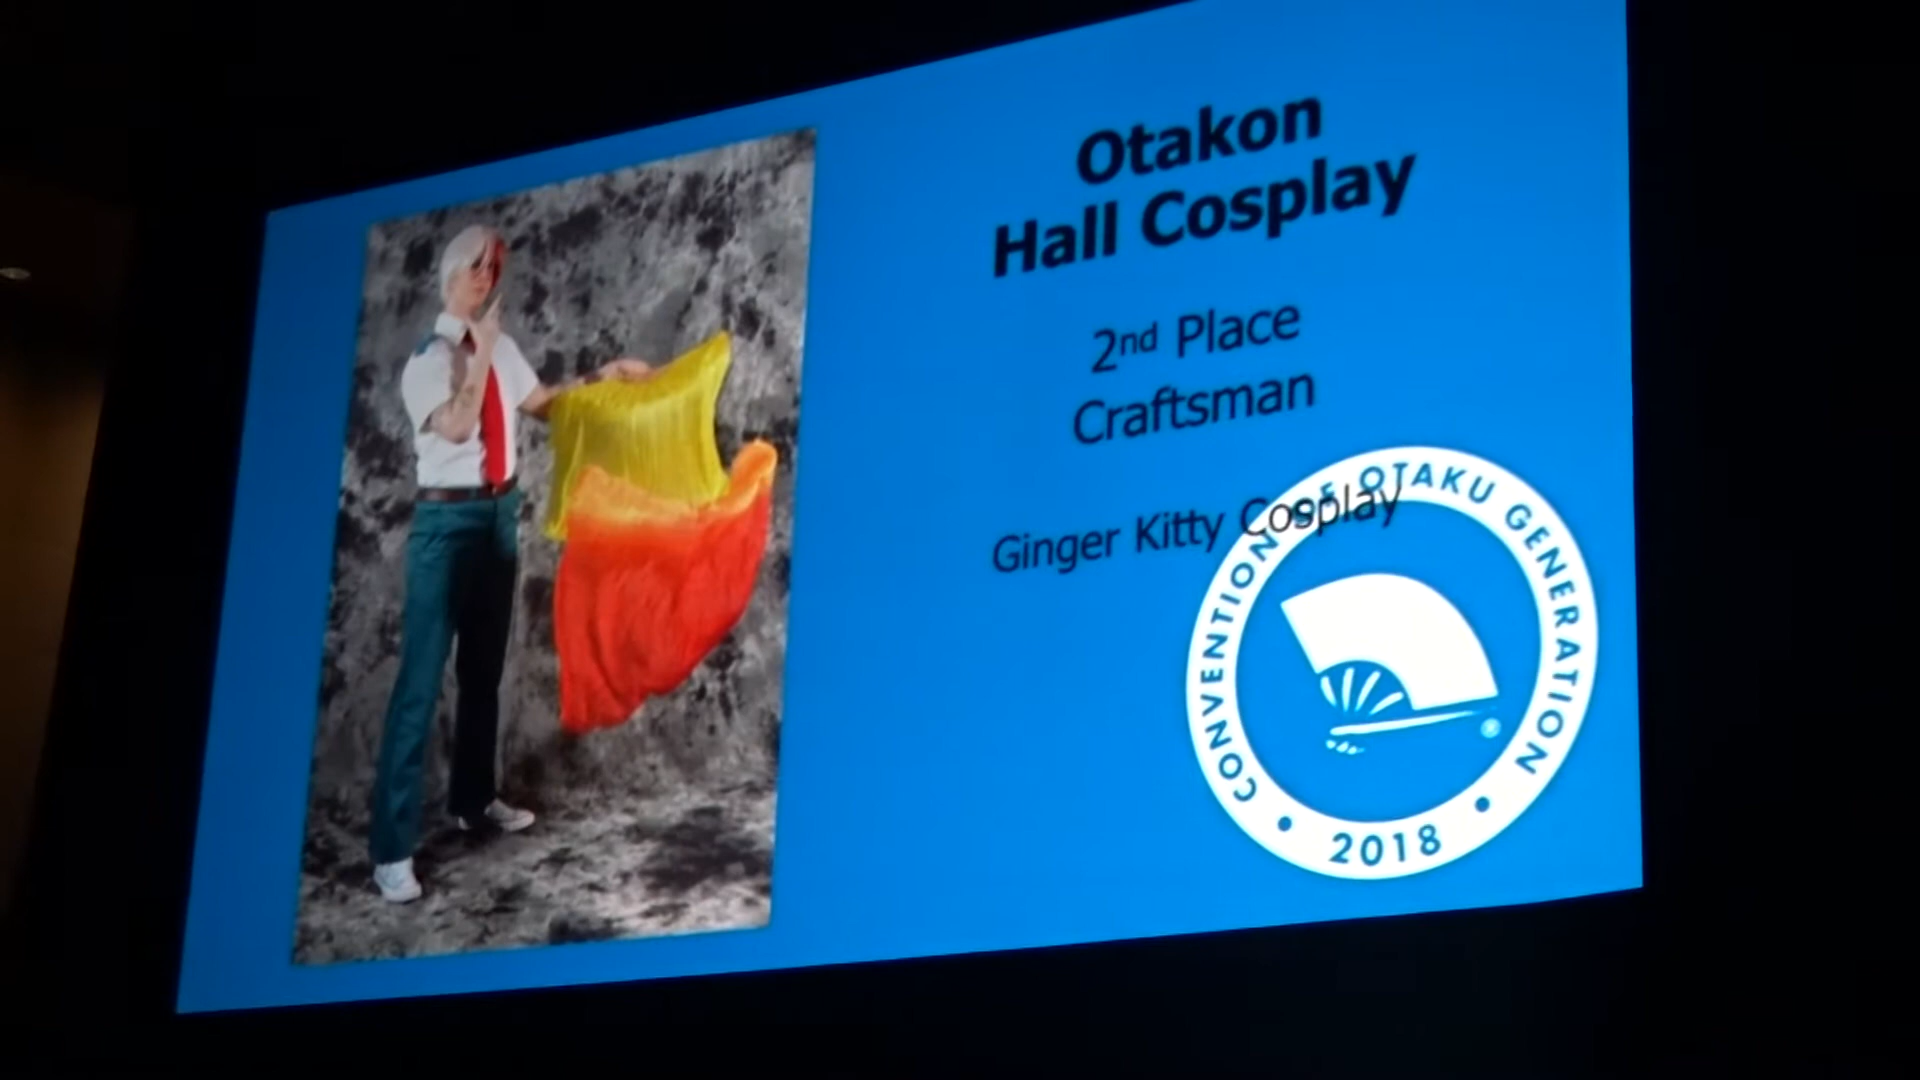 Otakon
Hall Cosplay
2nd Place
Craftsman
Ginger Kitty Cosplay
CONVENTION OF OTAKU GENERATION
• 2018 •
®